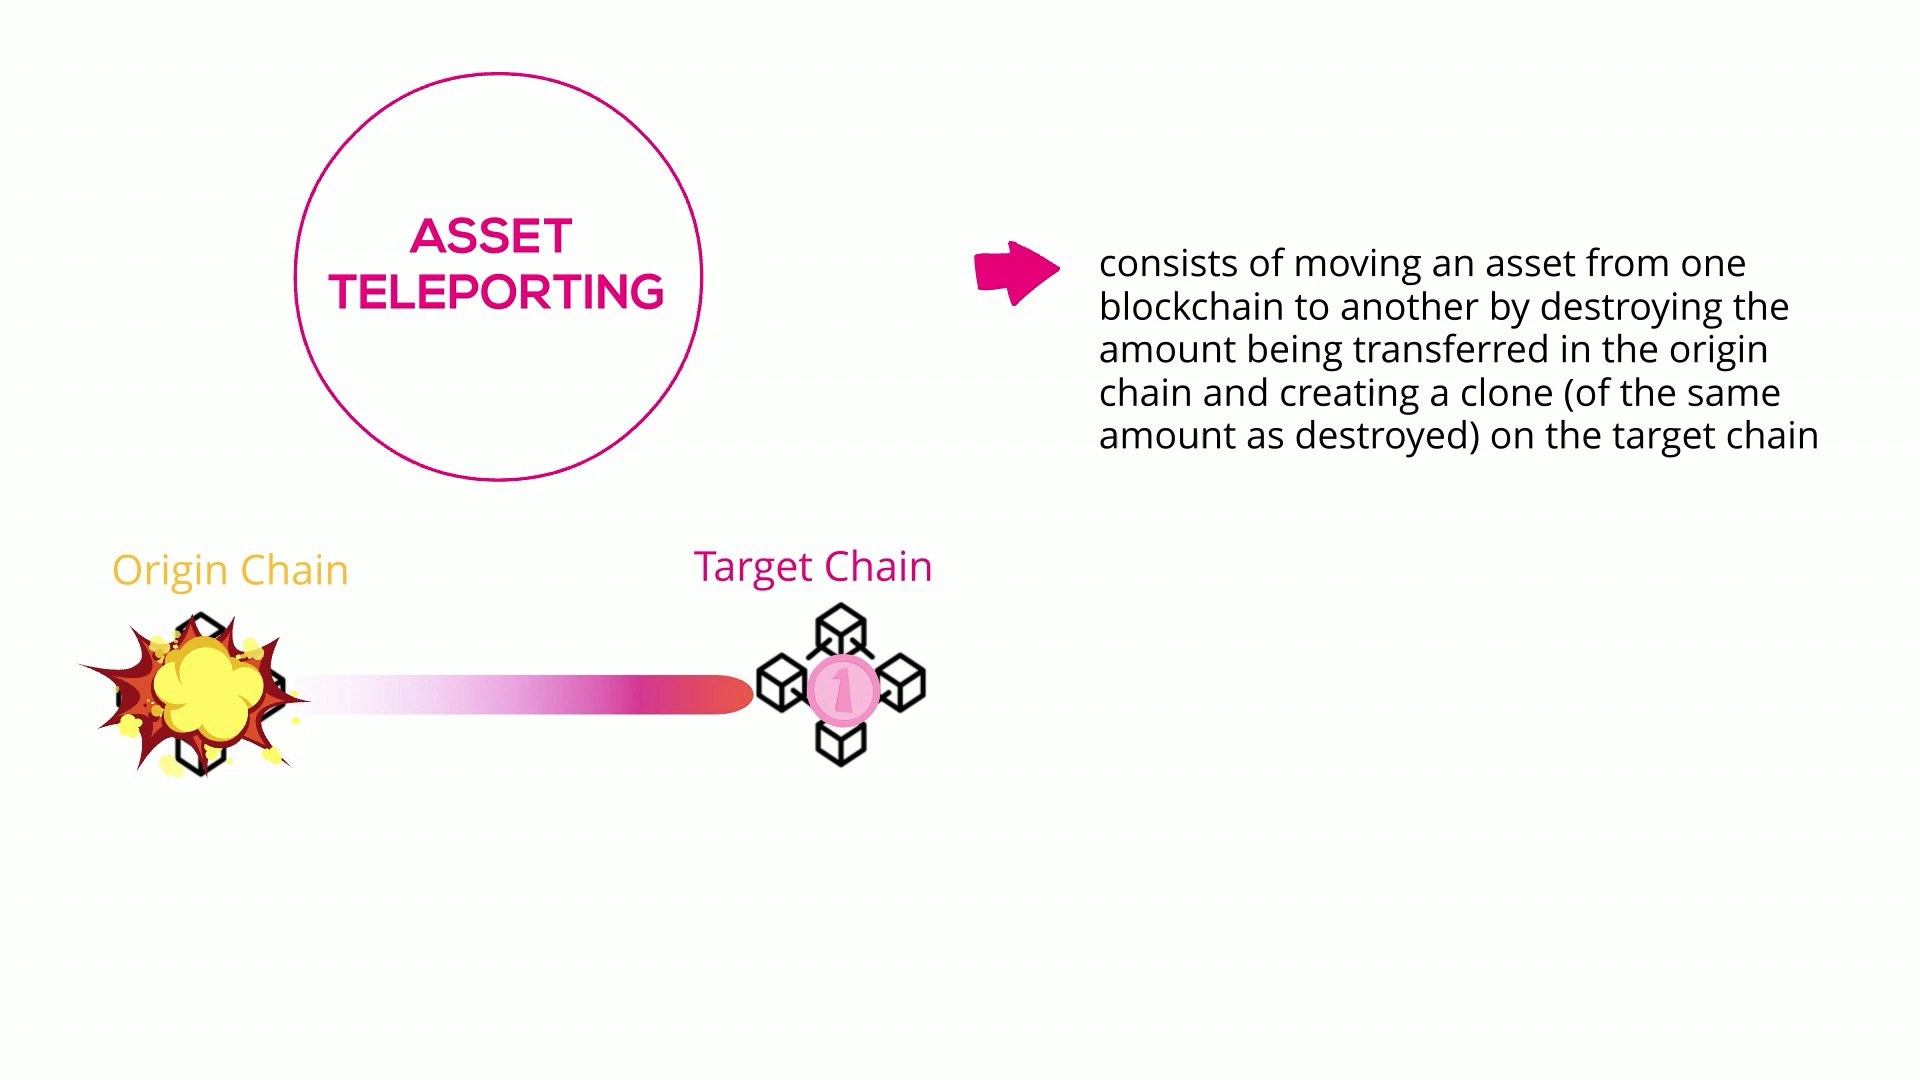 ASSET
TELEPORTING
consists of moving an asset from one
blockchain to another by destroying the
amount being transferred in the origin
chain and creating a clone (of the same
amount as destroyed) on the target chain
Origin Chain
Target Chain
1